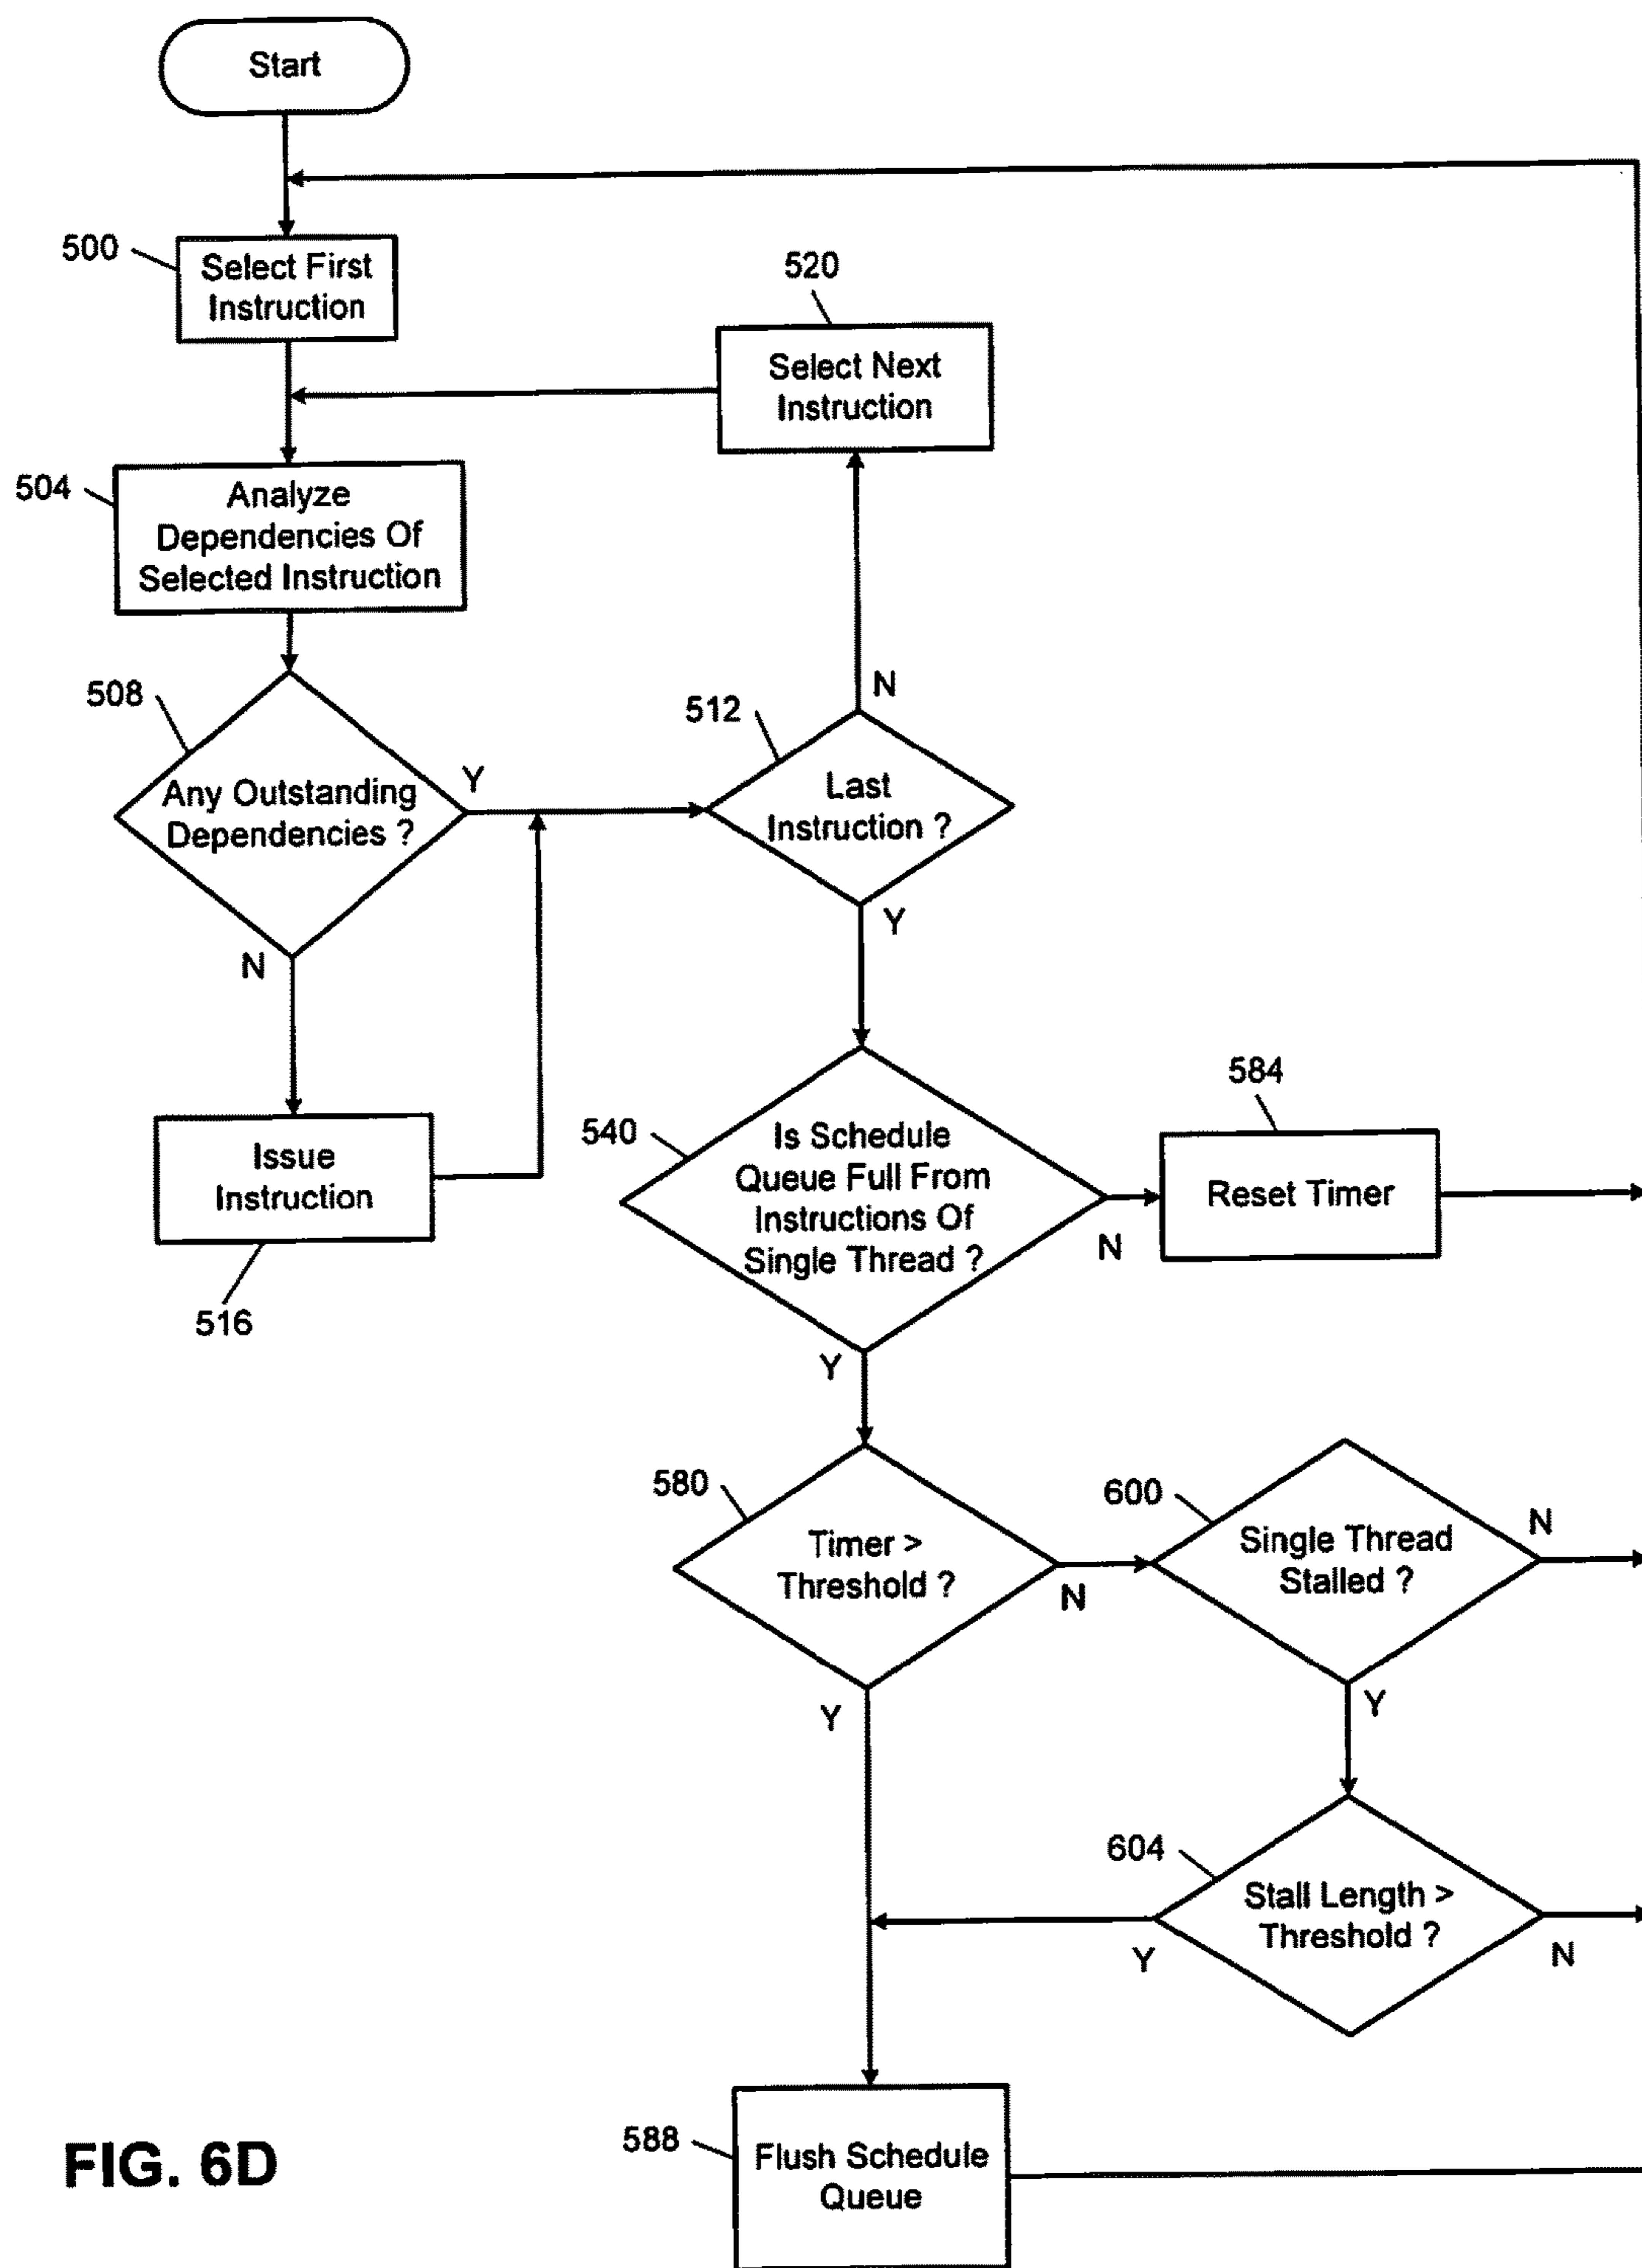 Start
500
Select First
Instruction
520
Select Next
Instruction
504
Analyze
Dependencies Of
Selected Instruction
508
Any Outstanding
Dependencies ?
Y
N
512
Last
Instruction ?
N
Y
Issue
Instruction
516
540
Is Schedule
Queue Full From
Instructions Of
Single Thread ?
N
Y
584
Reset Timer
580
Timer >
Threshold ?
N
Y
600
Single Thread
Stalled ?
N
Y
604
Stall Length >
Threshold ?
Y
N
588
Flush Schedule
Queue
FIG. 6D